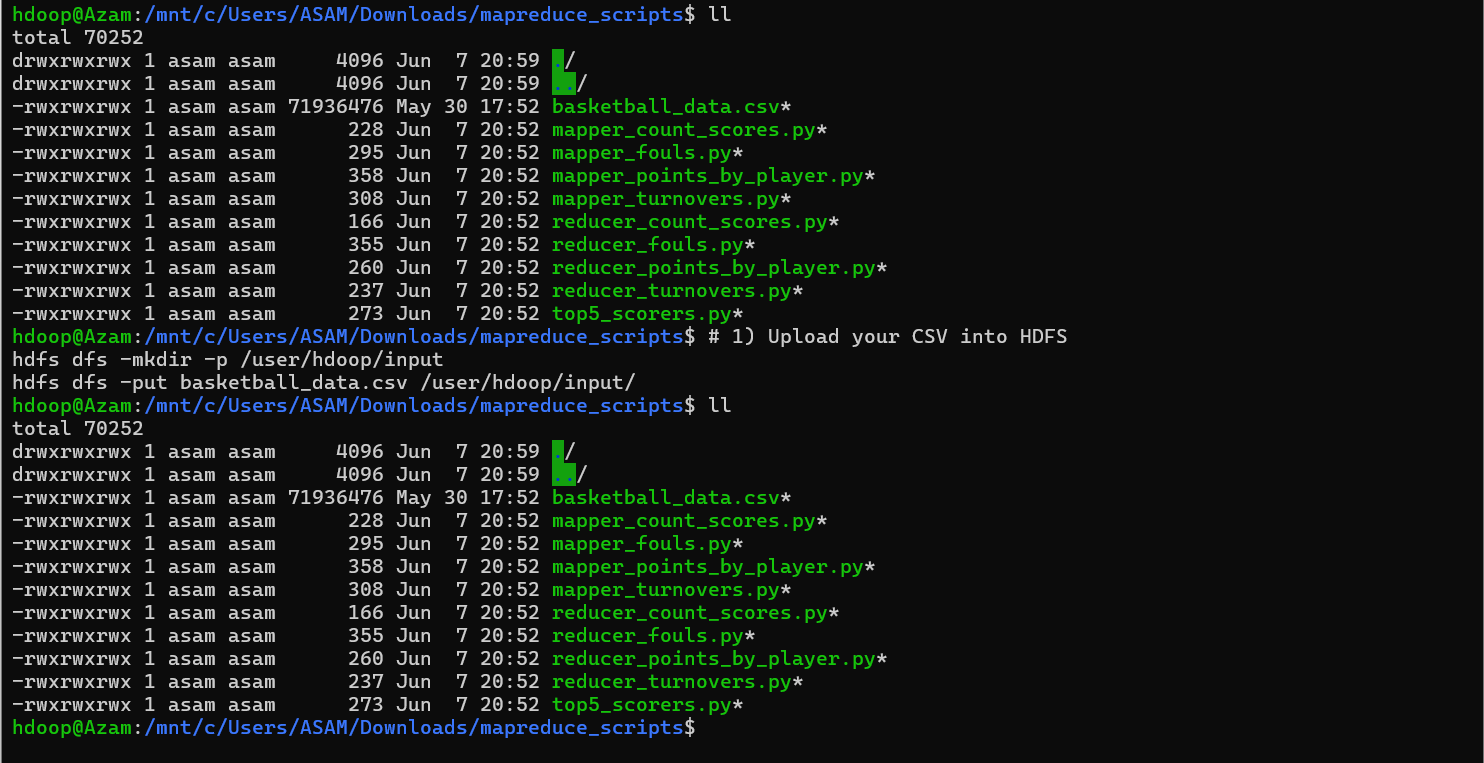 hdoop@Azam:/mnt/c/Users/ASAM/Downloads/mapreduce_scripts$ ll
total 70252
drwxrwxrwx 1 asam asam     4096 Jun  7 20:59 ./
drwxrwxrwx 1 asam asam     4096 Jun  7 20:59 ../
-rwxrwxrwx 1 asam asam 71936476 May 30 17:52 basketball_data.csv*
-rwxrwxrwx 1 asam asam      228 Jun  7 20:52 mapper_count_scores.py*
-rwxrwxrwx 1 asam asam      295 Jun  7 20:52 mapper_fouls.py*
-rwxrwxrwx 1 asam asam      358 Jun  7 20:52 mapper_points_by_player.py*
-rwxrwxrwx 1 asam asam      308 Jun  7 20:52 mapper_turnovers.py*
-rwxrwxrwx 1 asam asam      166 Jun  7 20:52 reducer_count_scores.py*
-rwxrwxrwx 1 asam asam      355 Jun  7 20:52 reducer_fouls.py*
-rwxrwxrwx 1 asam asam      260 Jun  7 20:52 reducer_points_by_player.py*
-rwxrwxrwx 1 asam asam      237 Jun  7 20:52 reducer_turnovers.py*
-rwxrwxrwx 1 asam asam      273 Jun  7 20:52 top5_scorers.py*
hdoop@Azam:/mnt/c/Users/ASAM/Downloads/mapreduce_scripts$ # 1) Upload your CSV into HDFS
hdfs dfs -mkdir -p /user/hdoop/input
hdfs dfs -put basketball_data.csv /user/hdoop/input/
hdoop@Azam:/mnt/c/Users/ASAM/Downloads/mapreduce_scripts$ ll
total 70252
drwxrwxrwx 1 asam asam     4096 Jun  7 20:59 ./
drwxrwxrwx 1 asam asam     4096 Jun  7 20:59 ../
-rwxrwxrwx 1 asam asam 71936476 May 30 17:52 basketball_data.csv*
-rwxrwxrwx 1 asam asam      228 Jun  7 20:52 mapper_count_scores.py*
-rwxrwxrwx 1 asam asam      295 Jun  7 20:52 mapper_fouls.py*
-rwxrwxrwx 1 asam asam      358 Jun  7 20:52 mapper_points_by_player.py*
-rwxrwxrwx 1 asam asam      308 Jun  7 20:52 mapper_turnovers.py*
-rwxrwxrwx 1 asam asam      166 Jun  7 20:52 reducer_count_scores.py*
-rwxrwxrwx 1 asam asam      355 Jun  7 20:52 reducer_fouls.py*
-rwxrwxrwx 1 asam asam      260 Jun  7 20:52 reducer_points_by_player.py*
-rwxrwxrwx 1 asam asam      237 Jun  7 20:52 reducer_turnovers.py*
-rwxrwxrwx 1 asam asam      273 Jun  7 20:52 top5_scorers.py*
hdoop@Azam:/mnt/c/Users/ASAM/Downloads/mapreduce_scripts$